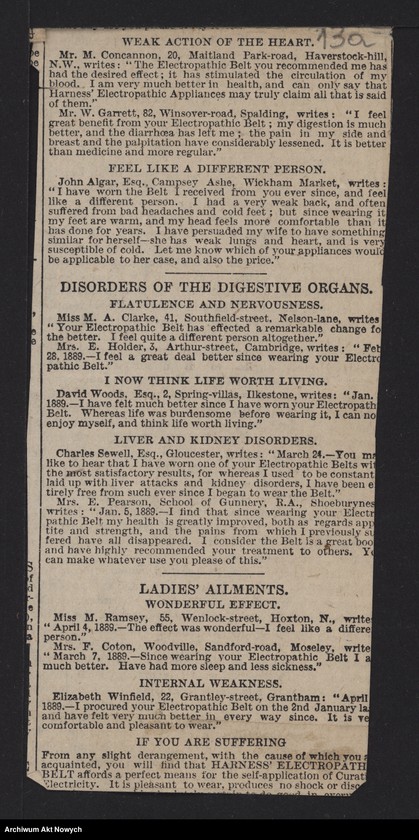 WEAK ACTION OF THE HEART.
130a
Mr. M. Concannon, 20, Maitland Park-road, Haverstock-hill,
N.W., writes: "The Electropathic Belt you recommended me has
had the desired effect; it has stimulated the circulation of my
blood. I am very much better in health, and can only say that
Harness' Electropathic Appliances may truly claim all that is said
of them."
Mr. W. Garrett, 82, Winsover-road, Spalding, writes: "I feel
great benefit from your Electropathic Belt; my digestion is much
better, and the diarrhœa has left me; the pain in my side and
breast and the palpitation have considerably lessened. It is better
than medicine and more regular."
FEEL LIKE A DIFFERENT PERSON.
John Algar, Esq., Campsey Ashe, Wickham Market, writes:
"I have worn the Belt I received from you ever since, and feel
like a different person. I had a very weak back, and often
suffered from bad headaches and cold feet; but since wearing it
my feet are warm, and my head feels more comfortable than it
has done for years. I have persuaded my wife to have something
similar for herself—she has weak lungs and heart, and is very
susceptible of cold. Let me know which of your appliances would
be applicable to her case, and also the price."
DISORDERS OF THE DIGESTIVE ORGANS.
FLATULENCE AND NERVOUSNESS.
Miss M. A. Clarke, 41, Southfield-street, Nelson-lane, writes
"Your Electropathic Belt has effected a remarkable change fo
the better. I feel quite a different person altogether."
Mrs. E. Holder, 3, Arthur-street, Cambridge, writes: "Feb
28, 1889.—I feel a great deal better since wearing your Electro
pathic Belt."
I NOW THINK LIFE WORTH LIVING.
David Woods, Esq., 2, Spring-villas, Ilkestone, writes: "Jan.
1889.—I have felt much better since I have worn your Electropath
Belt. Whereas life was burdensome before wearing it, I can no
enjoy myself, and think life worth living."
LIVER AND KIDNEY DISORDERS.
Charles Sewell, Esq., Gloucester, writes: "March 24.—You ma
like to hear that I have worn one of your Electropathic Belts wit
the most satisfactory results, for whereas I used to be constant
laid up with liver attacks and kidney disorders, I have been e
tirely free from such ever since I began to wear the Belt."
Mrs. E. Pearson, School of Gunnery, R.A., Shoeburynes
writes: "Jan. 5, 1889.—I find that since wearing your Electr
pathic Belt my health is greatly improved, both as regards app
tite and strength, and the pains from which I previously su
fered have all disappeared. I consider the Belt is a great boo
and have highly recommended your treatment to others. Yo
can make whatever use you please of this."
LADIES' AILMENTS.
WONDERFUL EFFECT.
Miss M. Ramsey, 55, Wenlock-street, Hoxton, N., write
"April 4, 1889.—The effect was wonderful—I feel like a differe
person."
Mrs. F. Coton, Woodville, Sandford-road, Moseley, write
"March 7, 1889.—Since wearing your Electropathic Belt I a
much better. Have had more sleep and less sickness."
INTERNAL WEAKNESS.
Elizabeth Winfield, 22, Grantley-street, Grantham: "April
1889.—I procured your Electropathic Belt on the 2nd January la
and have felt very much better in every way since. It is ve
comfortable and pleasant to wear."
IF YOU ARE SUFFERING
From any slight derangement, with the cause of which you a
acquainted, you will find that HARNESS' ELECTROPATH
BELT affords a perfect means for the self-application of Curat
Electricity. It is pleasant to wear, produces no shock or disc
Archiwum Akt Nowych